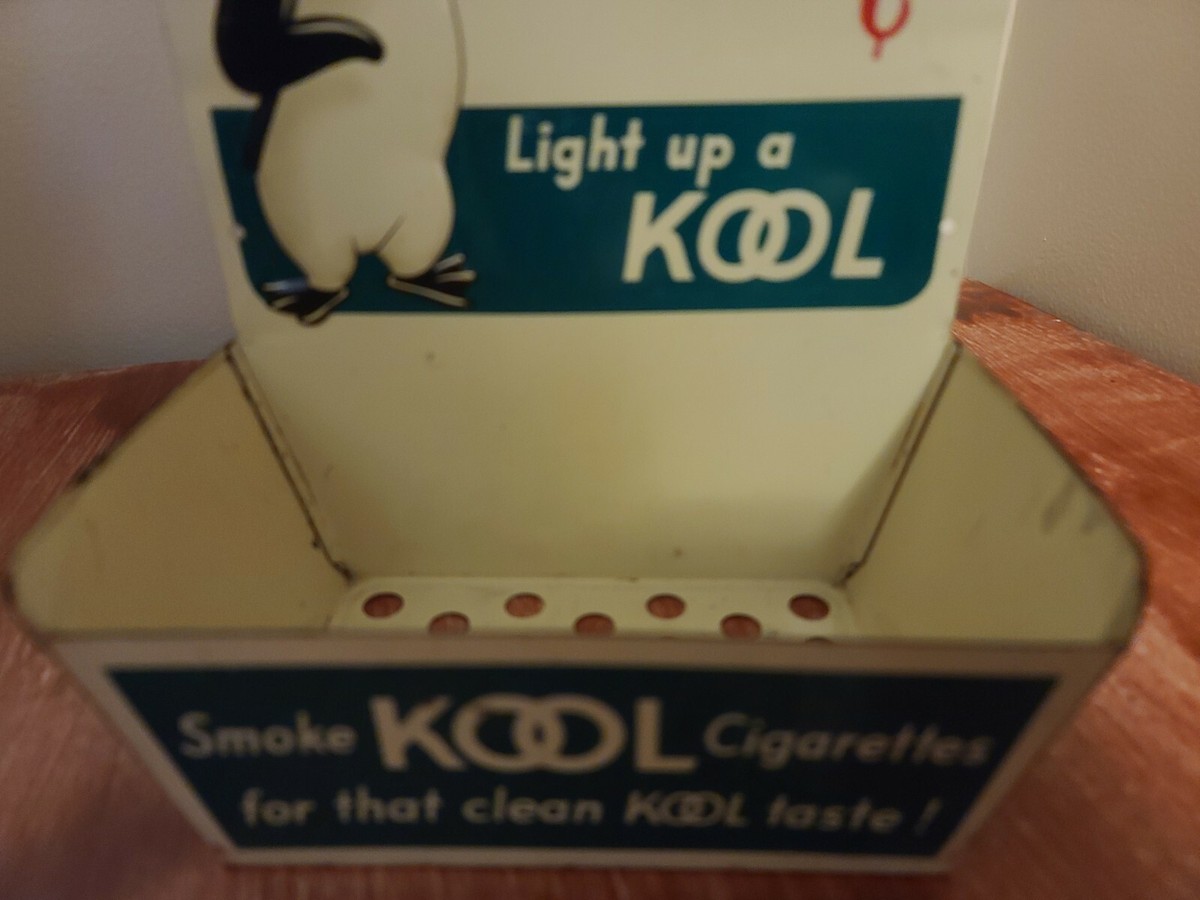 Light up a
KOOL
Smoke KOOL Cigarettes
for that clean KOOL taste!